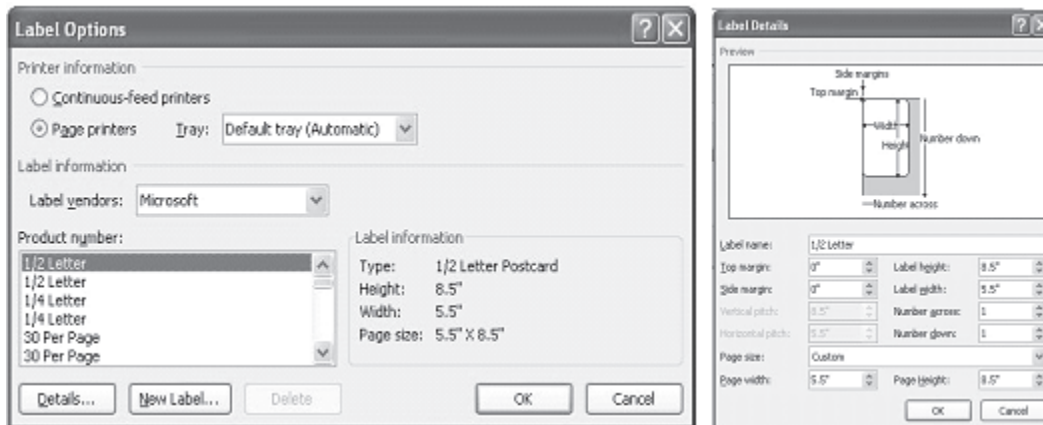 Label Options
Printer information
Continuous-feed printers
Page printers Tray: Default tray (Automatic)
Label information
Label vendors: Microsoft
Product number:
1/2 Letter
1/2 Letter
1/4 Letter
1/4 Letter
30 Per Page
30 Per Page
Label information
Type: 1/2 Letter Postcard
Height: 8.5"
Width: 5.5"
Page size: 5.5" X 8.5"
Details... New Label... Delete OK Cancel
Label Details
Preview
Side margins
Top margin
Width
Height
Number down
Number across
Label name: 1/2 Letter
Top margin: 0" Label height: 8.5"
Side margin: 0" Label width: 5.5"
Vertical pitch: 8.5" Number across: 1
Horizontal pitch: 5.5" Number down: 1
Page size: Custom
Page width: 5.5" Page Height: 8.5"
OK Cancel